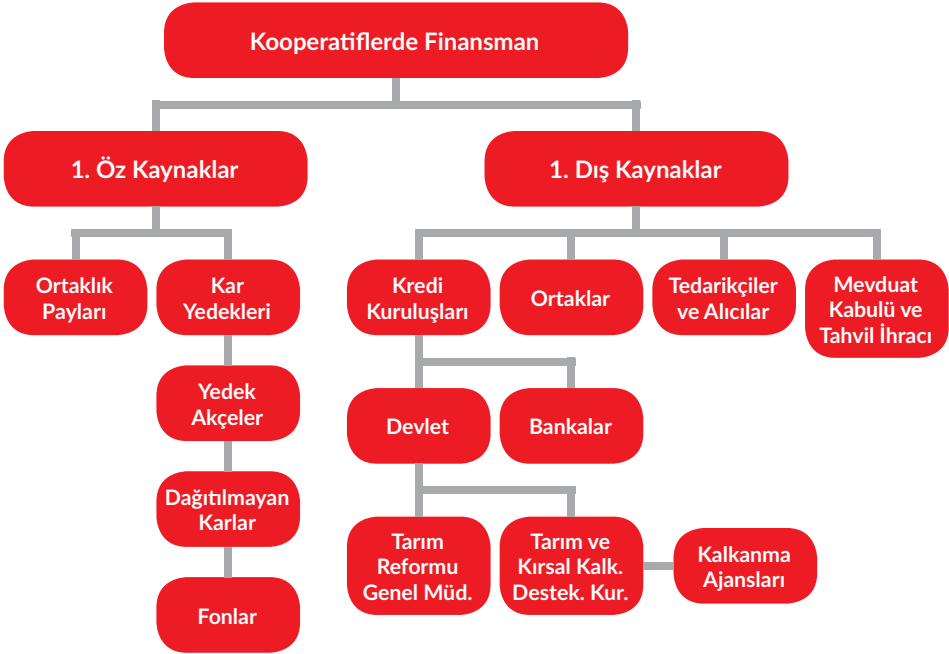 Kooperatiflerde Finansman
1. Öz Kaynaklar
1. Dış Kaynaklar
Ortaklık
Payları
Kar
Yedekleri
Kredi
Kuruluşları
Ortaklar
Tedarikçiler
ve Alıcılar
Mevduat
Kabulü ve
Tahvil İhracı
Yedek
Akçeler
Devlet
Bankalar
Dağıtılmayan
Karlar
Tarım
Reformu
Genel Müd.
Tarım ve
Kırsal Kalk.
Destek. Kur.
Kalkanma
Ajansları
Fonlar